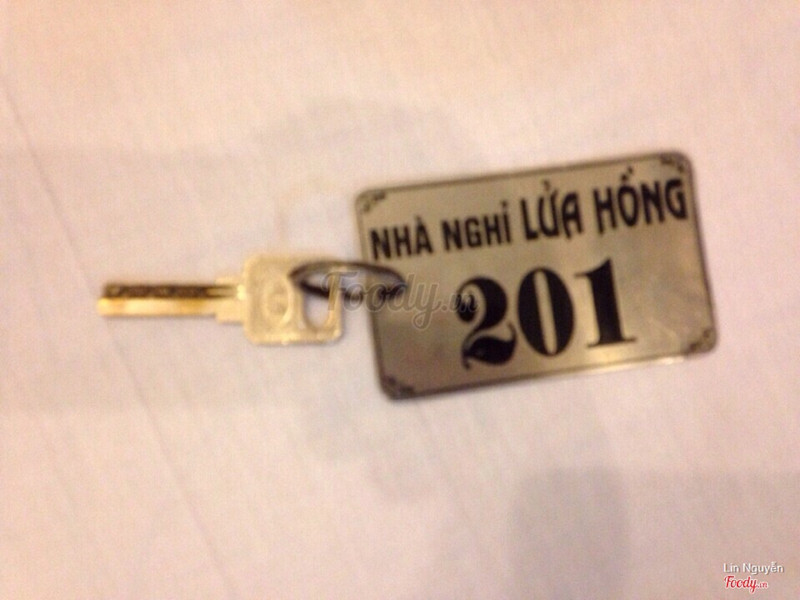 NHÀ NGHỈ LỬA HỒNG
201
Foody.vn
Lin Nguyễn
Foody.vn